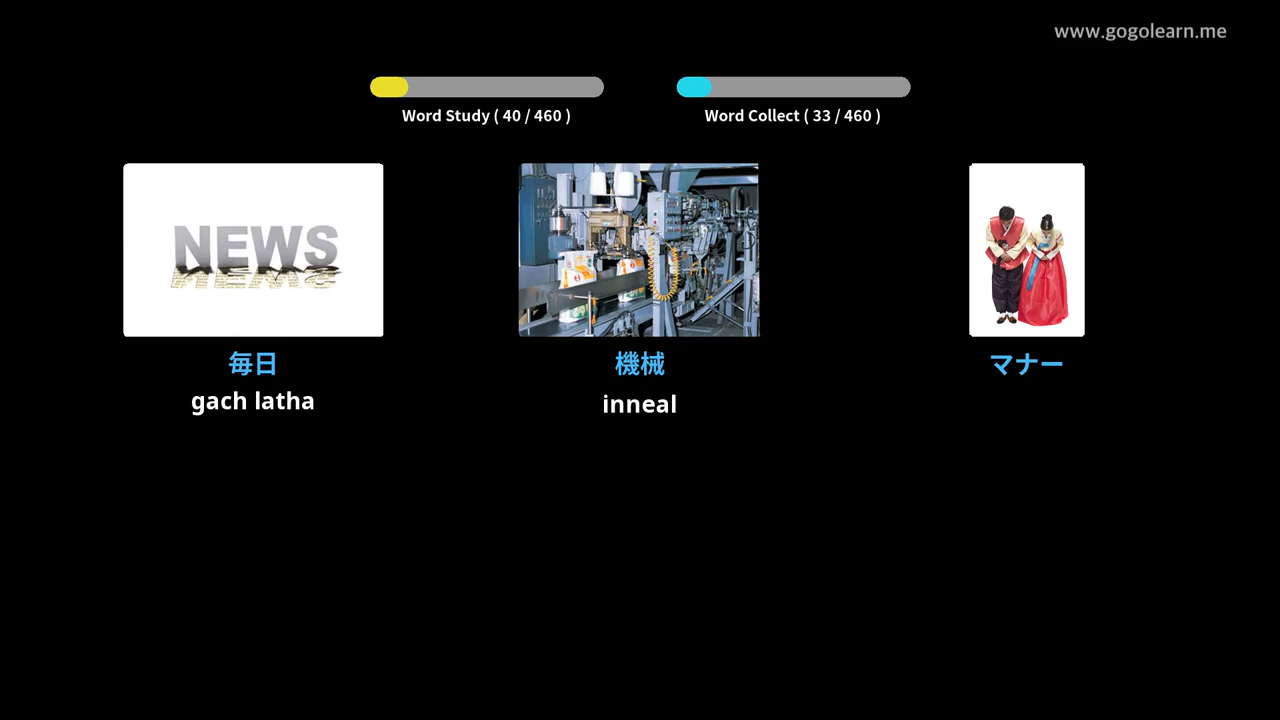 www.gogolearn.me
Word Study ( 40 / 460 )
Word Collect ( 33 / 460 )
NEWS
毎日
機械
マナー
gach latha
inneal